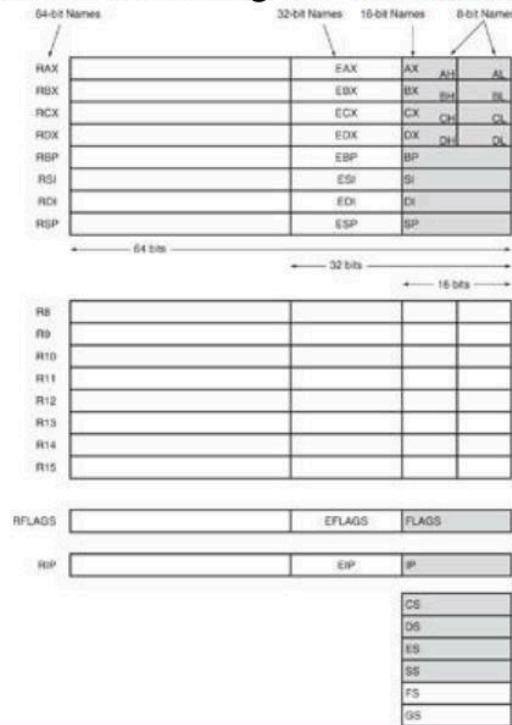 64-bit Names 32-bit Names 16-bit Names 8-bit Names
RAX EAX AX AH AL
RBX EBX BX BH BL
RCX ECX CX CH CL
RDX EDX DX DH DL
RBP EBP BP
RSI ESI SI
RDI EDI DI
RSP ESP SP
64 bits
32 bits
16 bits
R8
R9
R10
R11
R12
R13
R14
R15
RFLAGS EFLAGS FLAGS
RIP EIP IP
CS
DS
ES
SS
FS
GS